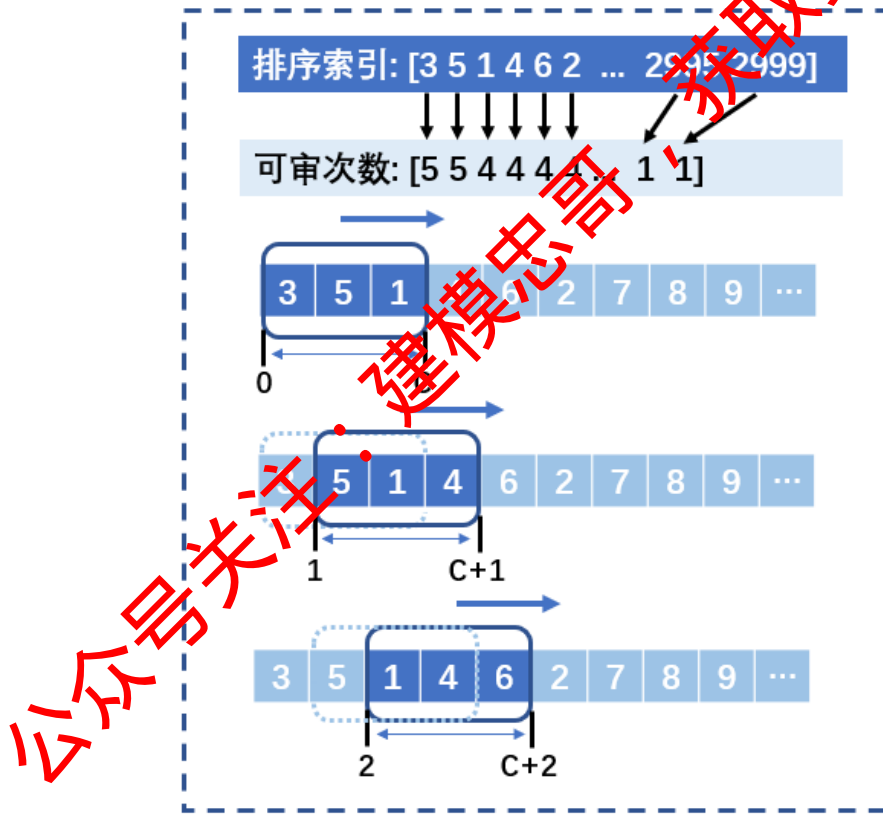 排序索引: [3 5 1 4 6 2 ... 2995 2999]
可审次数: [5 5 4 4 4 4 ... 1 1]
3 5 1 6 2 7 8 9 ...
0 C
5 1 4 6 2 7 8 9 ...
1 C+1
3 5 1 4 6 2 7 8 9 ...
2 C+2
公众号关注：建模忠哥，获取